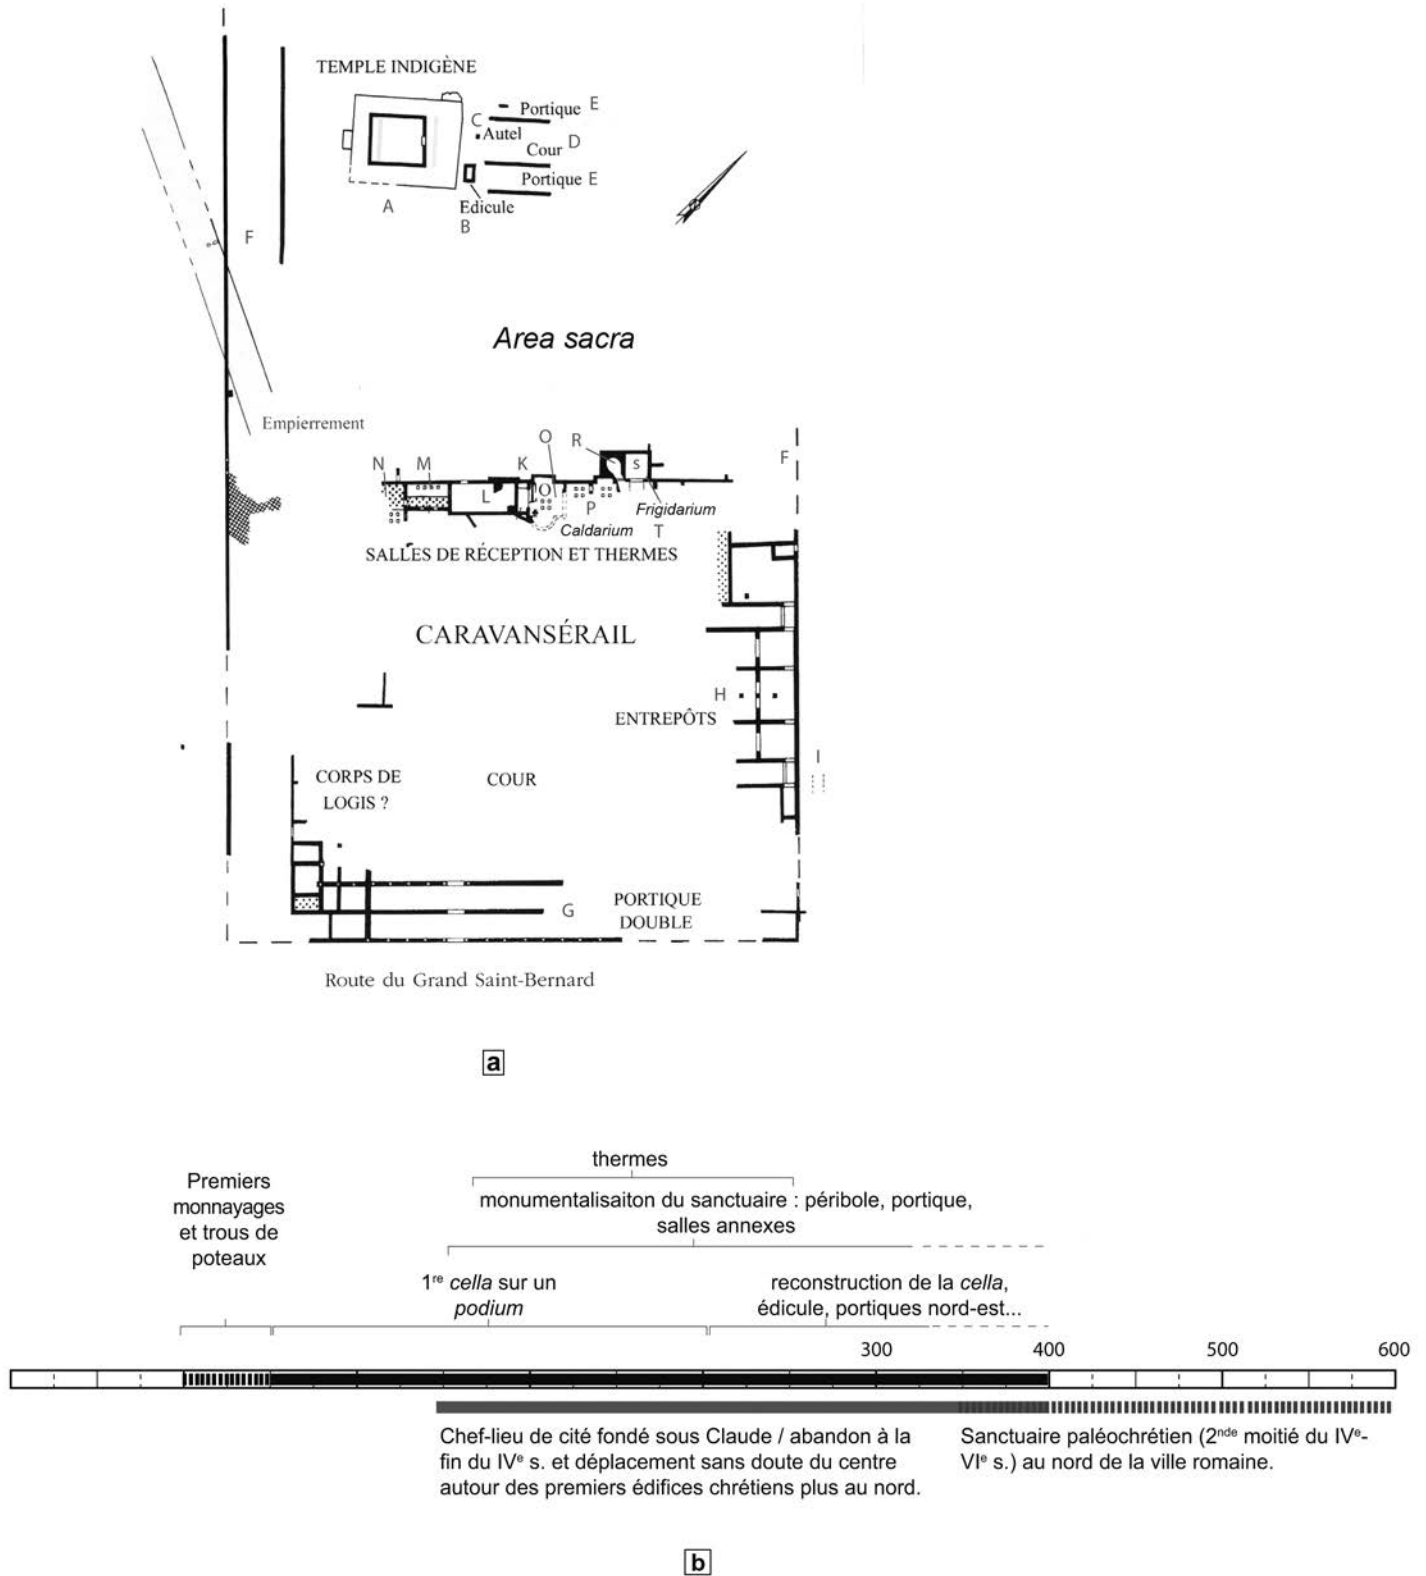 TEMPLE INDIGÈNE
Portique E
C
Autel
Cour D
Portique E
A
Edicule
B
F
Area sacra
Empierrement
N M K O R S F
L O P
Frigidarium
Caldarium T
SALLES DE RÉCEPTION ET THERMES
CARAVANSÉRAIL
H
ENTREPÔTS
I
CORPS DE
LOGIS ?
COUR
G
PORTIQUE
DOUBLE
Route du Grand Saint-Bernard
a
thermes
Premiers
monnayages
et trous de
poteaux
monumentalisaiton du sanctuaire : péribole, portique,
salles annexes
1re cella sur un
podium
reconstruction de la cella,
édicule, portiques nord-est...
300 400 500 600
Chef-lieu de cité fondé sous Claude / abandon à la
fin du IVe s. et déplacement sans doute du centre
autour des premiers édifices chrétiens plus au nord.
Sanctuaire paléochrétien (2nde moitié du IVe-
VIe s.) au nord de la ville romaine.
b